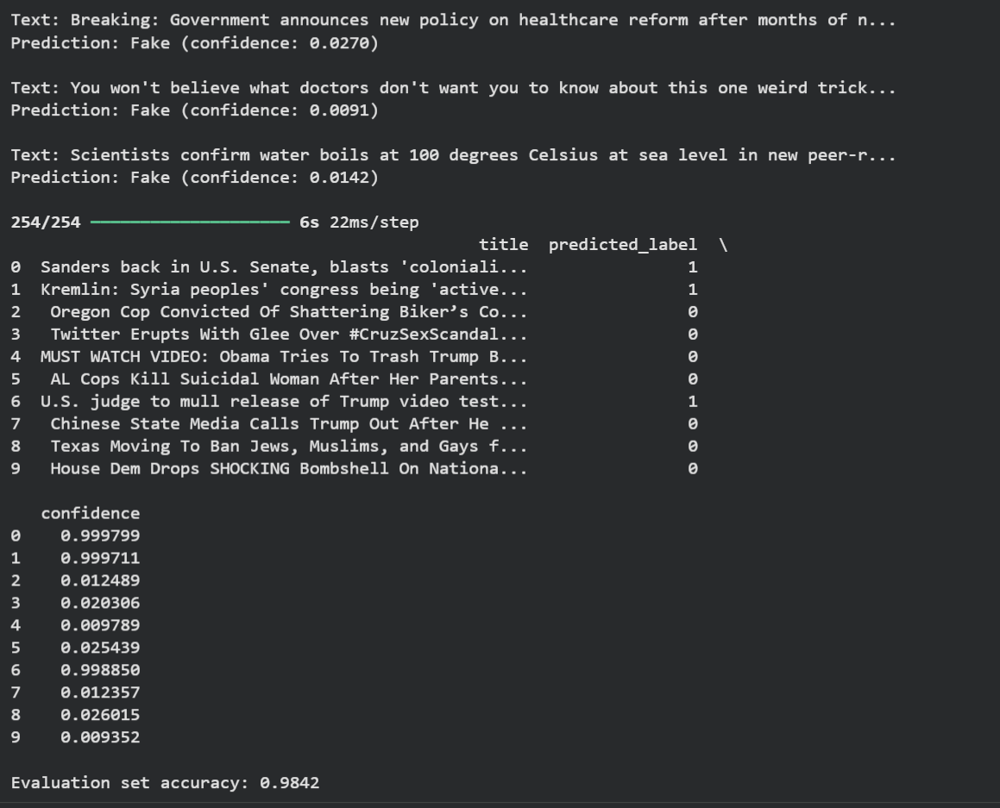 Text: Breaking: Government announces new policy on healthcare reform after months of n...
Prediction: Fake (confidence: 0.0270)
Text: You won't believe what doctors don't want you to know about this one weird trick...
Prediction: Fake (confidence: 0.0091)
Text: Scientists confirm water boils at 100 degrees Celsius at sea level in new peer-r...
Prediction: Fake (confidence: 0.0142)
254/254 ━━━━━━━━━━━━━━━━━━━━ 6s 22ms/step
title predicted_label \
0 Sanders back in U.S. Senate, blasts 'coloniali... 1
1 Kremlin: Syria peoples' congress being 'active... 1
2 Oregon Cop Convicted Of Shattering Biker’s Co... 0
3 Twitter Erupts With Glee Over #CruzSexScandal... 0
4 MUST WATCH VIDEO: Obama Tries To Trash Trump B... 0
5 AL Cops Kill Suicidal Woman After Her Parents... 0
6 U.S. judge to mull release of Trump video test... 1
7 Chinese State Media Calls Trump Out After He ... 0
8 Texas Moving To Ban Jews, Muslims, and Gays f... 0
9 House Dem Drops SHOCKING Bombshell On Nationa... 0
confidence
0 0.999799
1 0.999711
2 0.012489
3 0.020306
4 0.009789
5 0.025439
6 0.998850
7 0.012357
8 0.026015
9 0.009352
Evaluation set accuracy: 0.9842